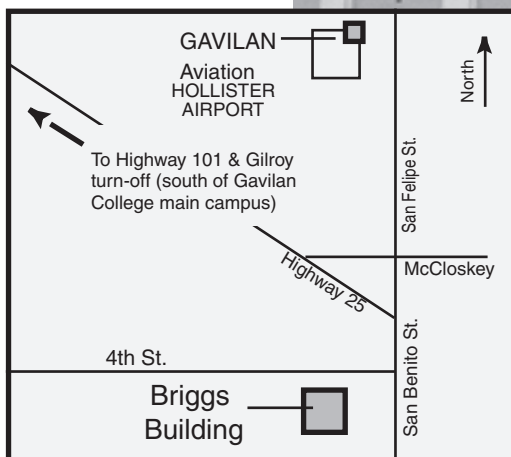 GAVILAN
Aviation
HOLLISTER
AIRPORT
North
To Highway 101 & Gilroy
turn-off (south of Gavilan
College main campus)
San Felipe St.
Highway 25
McCloskey
4th St.
San Benito St.
Briggs
Building